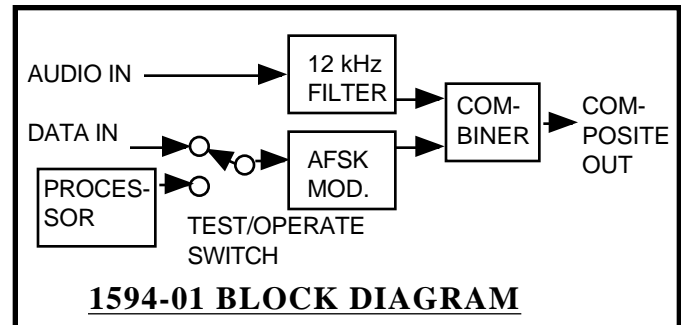 AUDIO IN
12 kHz
FILTER
COM-
BINER
COM-
POSITE
OUT
DATA IN
AFSK
MOD.
PROCES-
SOR
TEST/OPERATE
SWITCH
1594-01 BLOCK DIAGRAM